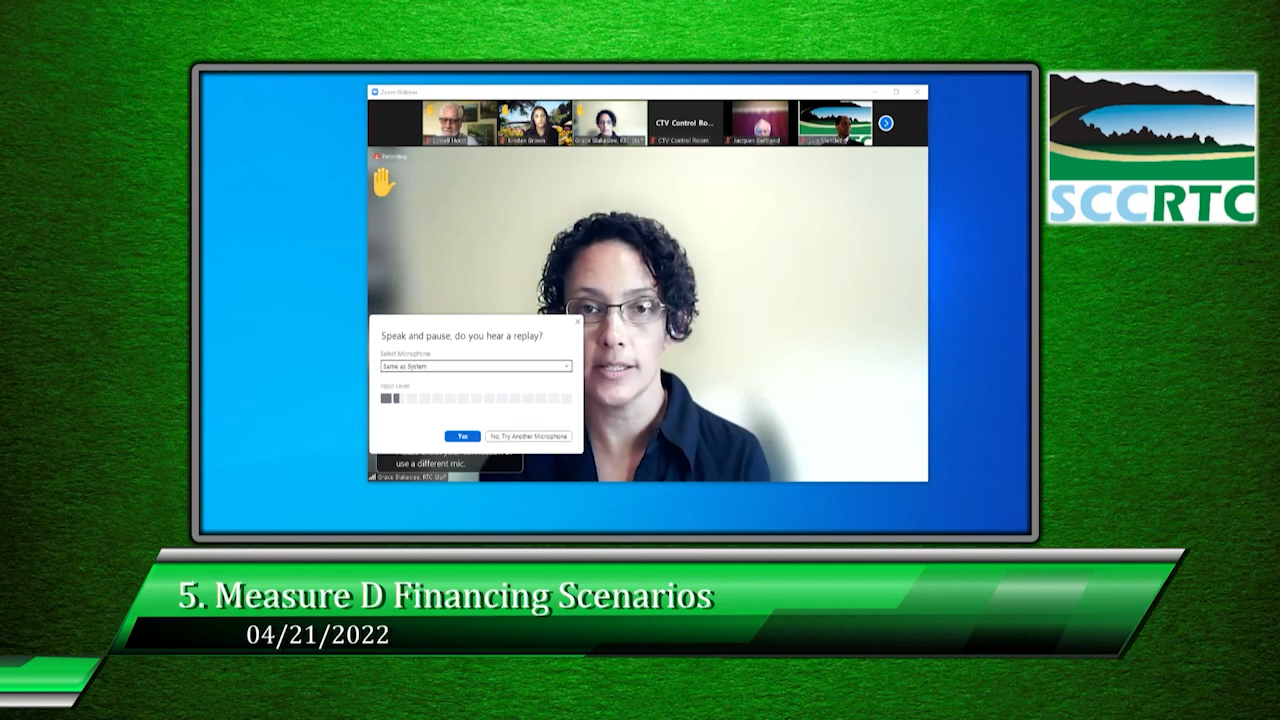 Zoom Webinar
Lowell Hurst
Kristen Brown
Grace Blakeslee, RTC Staff
CTV Control Ro...
CTV Control Room
Jacques Bertrand
Recording
SCCRTC
Speak and pause, do you hear a replay?
Select Microphone
Same as System
Input Level
Yes
No, Try Another Microphone
use a different mic.
Grace Blakeslee, RTC Staff
5. Measure D Financing Scenarios
04/21/2022